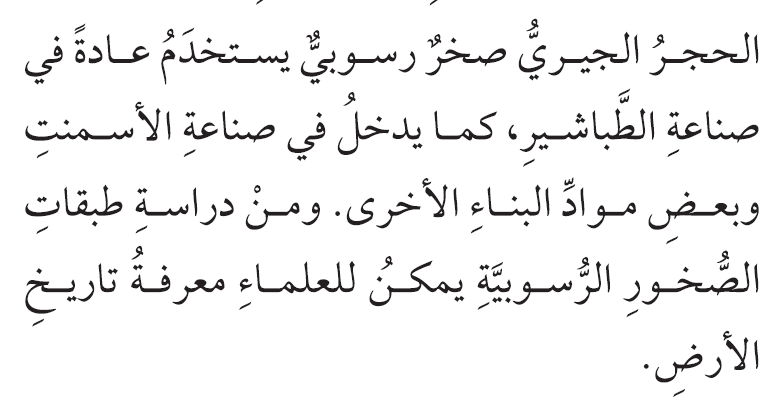 الحجرُ الجيريُّ صخرٌ رسوبيٌّ يستخدَمُ عادةً في
صناعةِ الطَّباشيرِ، كما يدخلُ في صناعةِ الأسمنتِ
وبعضِ موادِّ البناءِ الأخرى. ومنْ دراسةِ طبقاتِ
الصُّخورِ الرُّسوبيَّةِ يمكنُ للعلماءِ معرفةُ تاريخِ
الأرضِ.